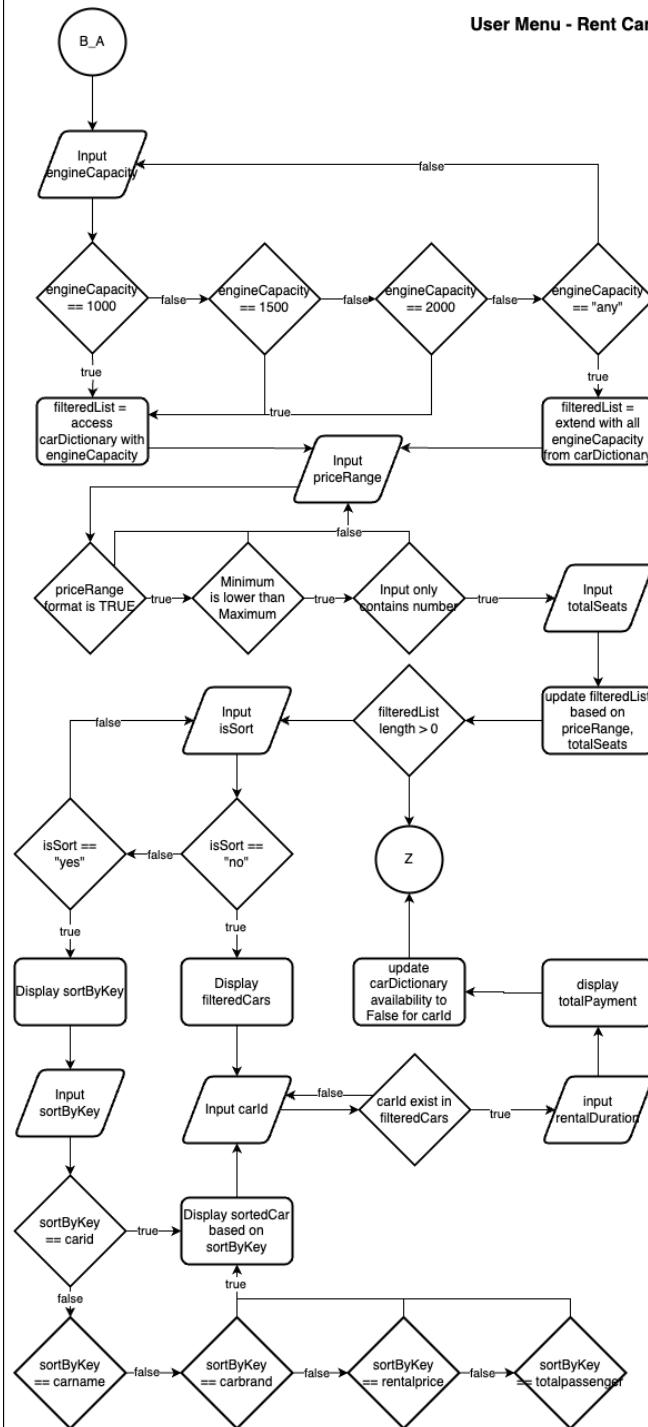 User Menu - Rent Car
B_A
Input
engineCapacity
false
engineCapacity
== 1000
false
engineCapacity
== 1500
false
engineCapacity
== 2000
false
engineCapacity
== "any"
true
true
true
filteredList =
access
carDictionary with
engineCapacity
filteredList =
extend with all
engineCapacity
from carDictionary
Input
priceRange
false
priceRange
format is TRUE
true
Minimum
is lower than
Maximum
true
Input only
contains number
true
Input
totalSeats
update filteredList
based on
priceRange,
totalSeats
filteredList
length > 0
Input
isSort
false
isSort ==
"yes"
false
isSort ==
"no"
Z
true
true
Display sortByKey
Display
filteredCars
update
carDictionary
availability to
False for carId
display
totalPayment
Input
sortByKey
Input carId
false
carId exist in
filteredCars
true
input
rentalDuration
sortByKey
== carid
true
Display sortedCar
based on
sortByKey
false
true
sortByKey
== carname
false
sortByKey
== carbrand
false
sortByKey
== rentalprice
false
sortByKey
== totalpassenger